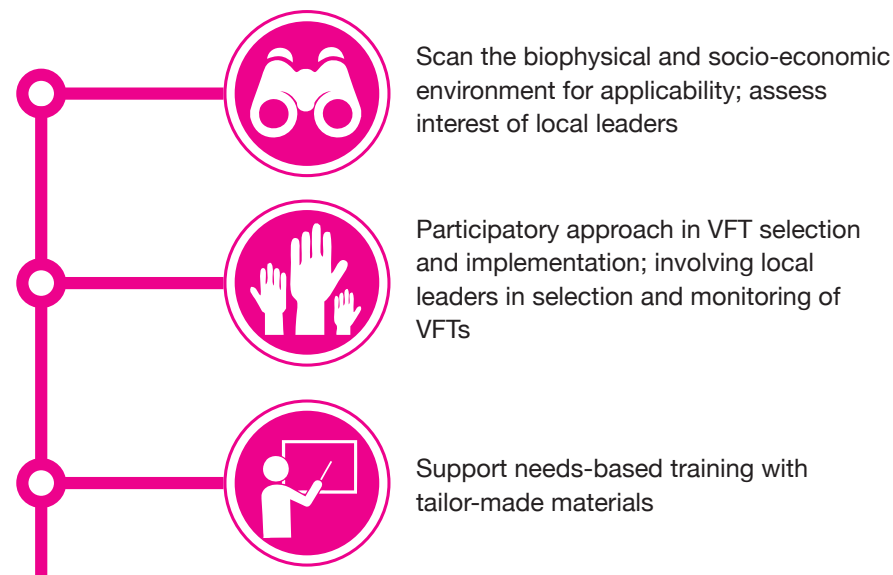 Scan the biophysical and socio-economic
environment for applicability; assess
interest of local leaders
Participatory approach in VFT selection
and implementation; involving local
leaders in selection and monitoring of
VFTs
Support needs-based training with
tailor-made materials